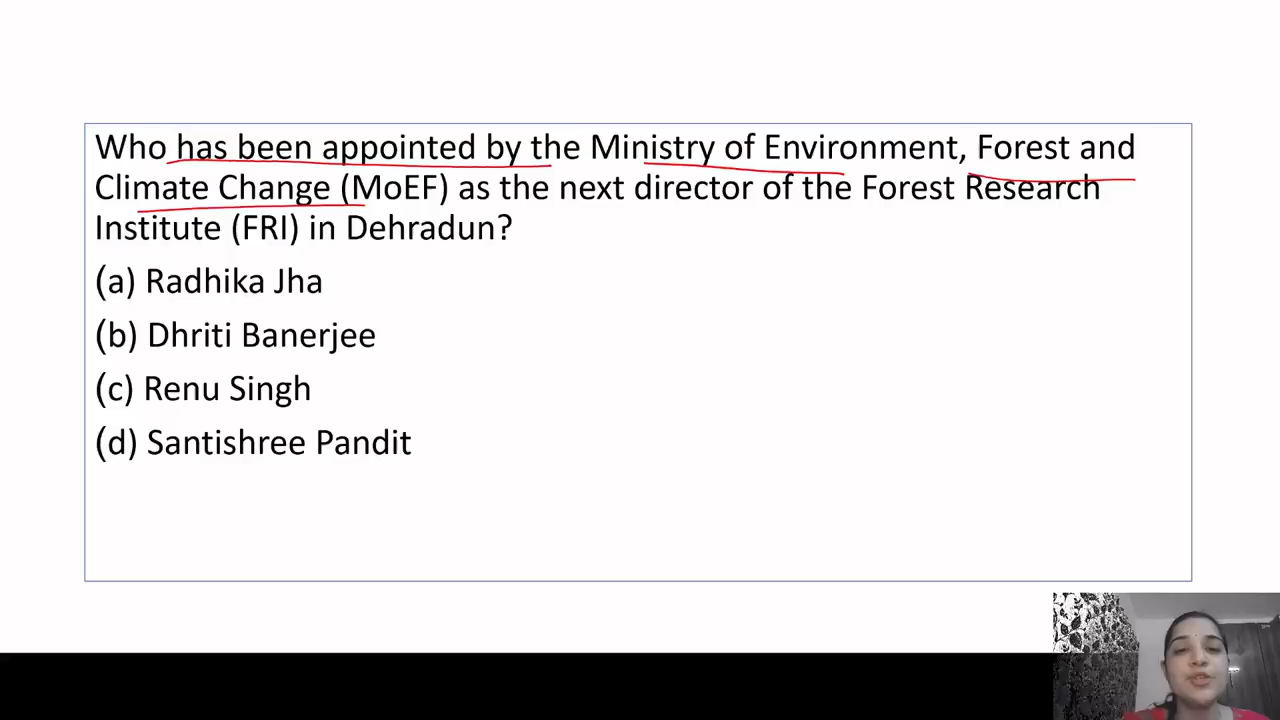 Who has been appointed by the Ministry of Environment, Forest and
Climate Change (MoEF) as the next director of the Forest Research
Institute (FRI) in Dehradun?
(a) Radhika Jha
(b) Dhriti Banerjee
(c) Renu Singh
(d) Santishree Pandit